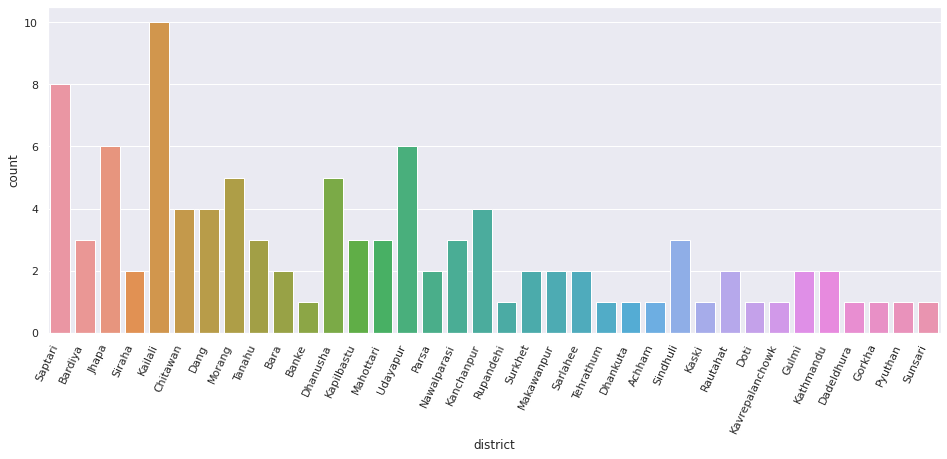 count
10
8
6
4
2
0
Saptari
Bardiya
Jhapa
Sirsaha
Kailali
Chitawan
Dang
Morang
Tanahu
Bara
Banke
Dhanusha
Kapilbastu
Mahottari
Udayapur
Parsa
Nawalparasi
Kanchanpur
Rupandehi
Surkhet
Makawanpur
Sarlahee
Tehrathum
Dhankuta
Achham
Sindhuli
Kaski
Rautahat
Doti
Kavrepalanchowk
Gulmi
Kathmandu
Dadeldhura
Gorkha
Pyuthan
Sunsari
district